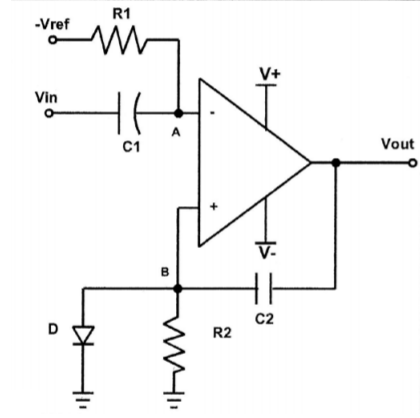 R1
-Vref
V+
Vin
-
Vout
A
C1
+
V-
B
C2
D
R2